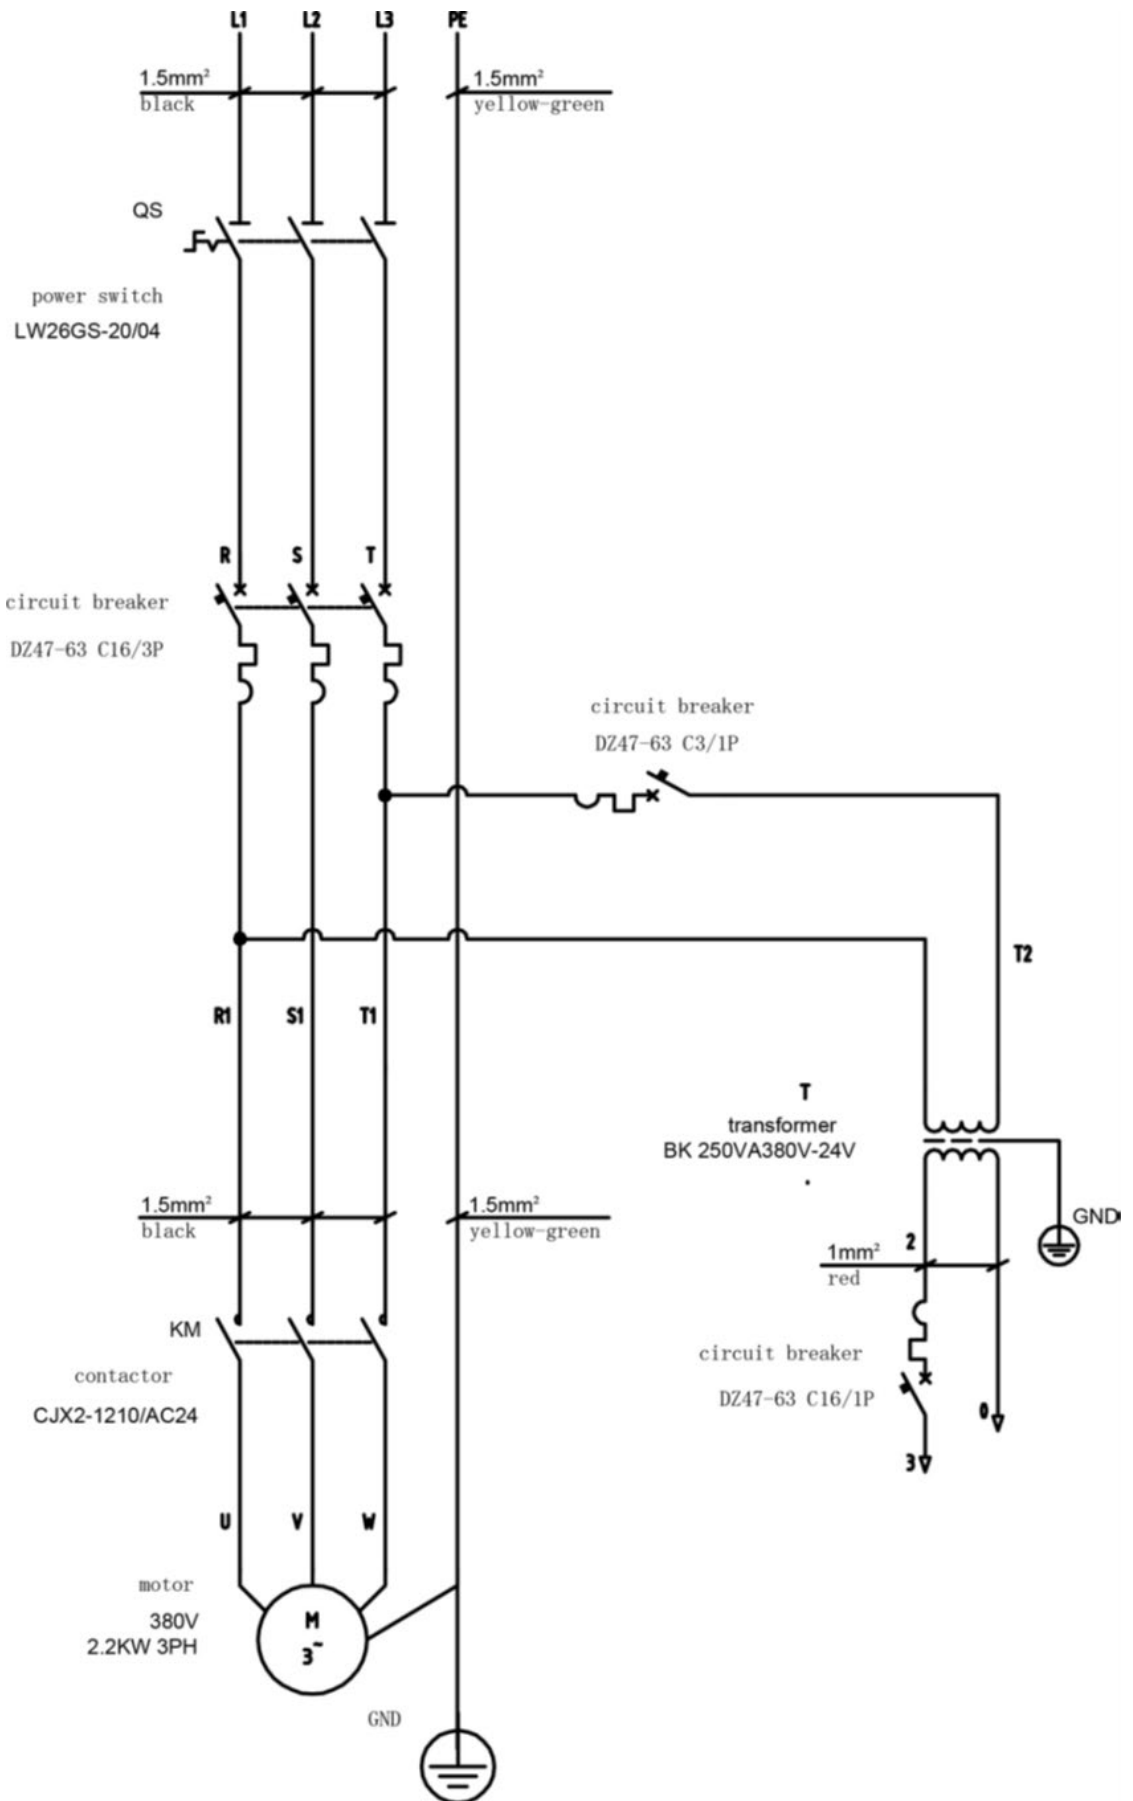 L1 L2 L3 PE
1.5mm² 1.5mm²
black yellow-green
QS
power switch
LW26GS-20/04
R S T
circuit breaker
DZ47-63 C16/3P
circuit breaker
DZ47-63 C3/1P
T2
R1 S1 T1
T
transformer
BK 250VA380V-24V
1.5mm² 1.5mm²
black yellow-green
GND
2
1mm²
red
KM
circuit breaker
contactor
DZ47-63 C16/1P
CJX2-1210/AC24
0
3
U V W
motor
380V
2.2KW 3PH
M
3~
GND